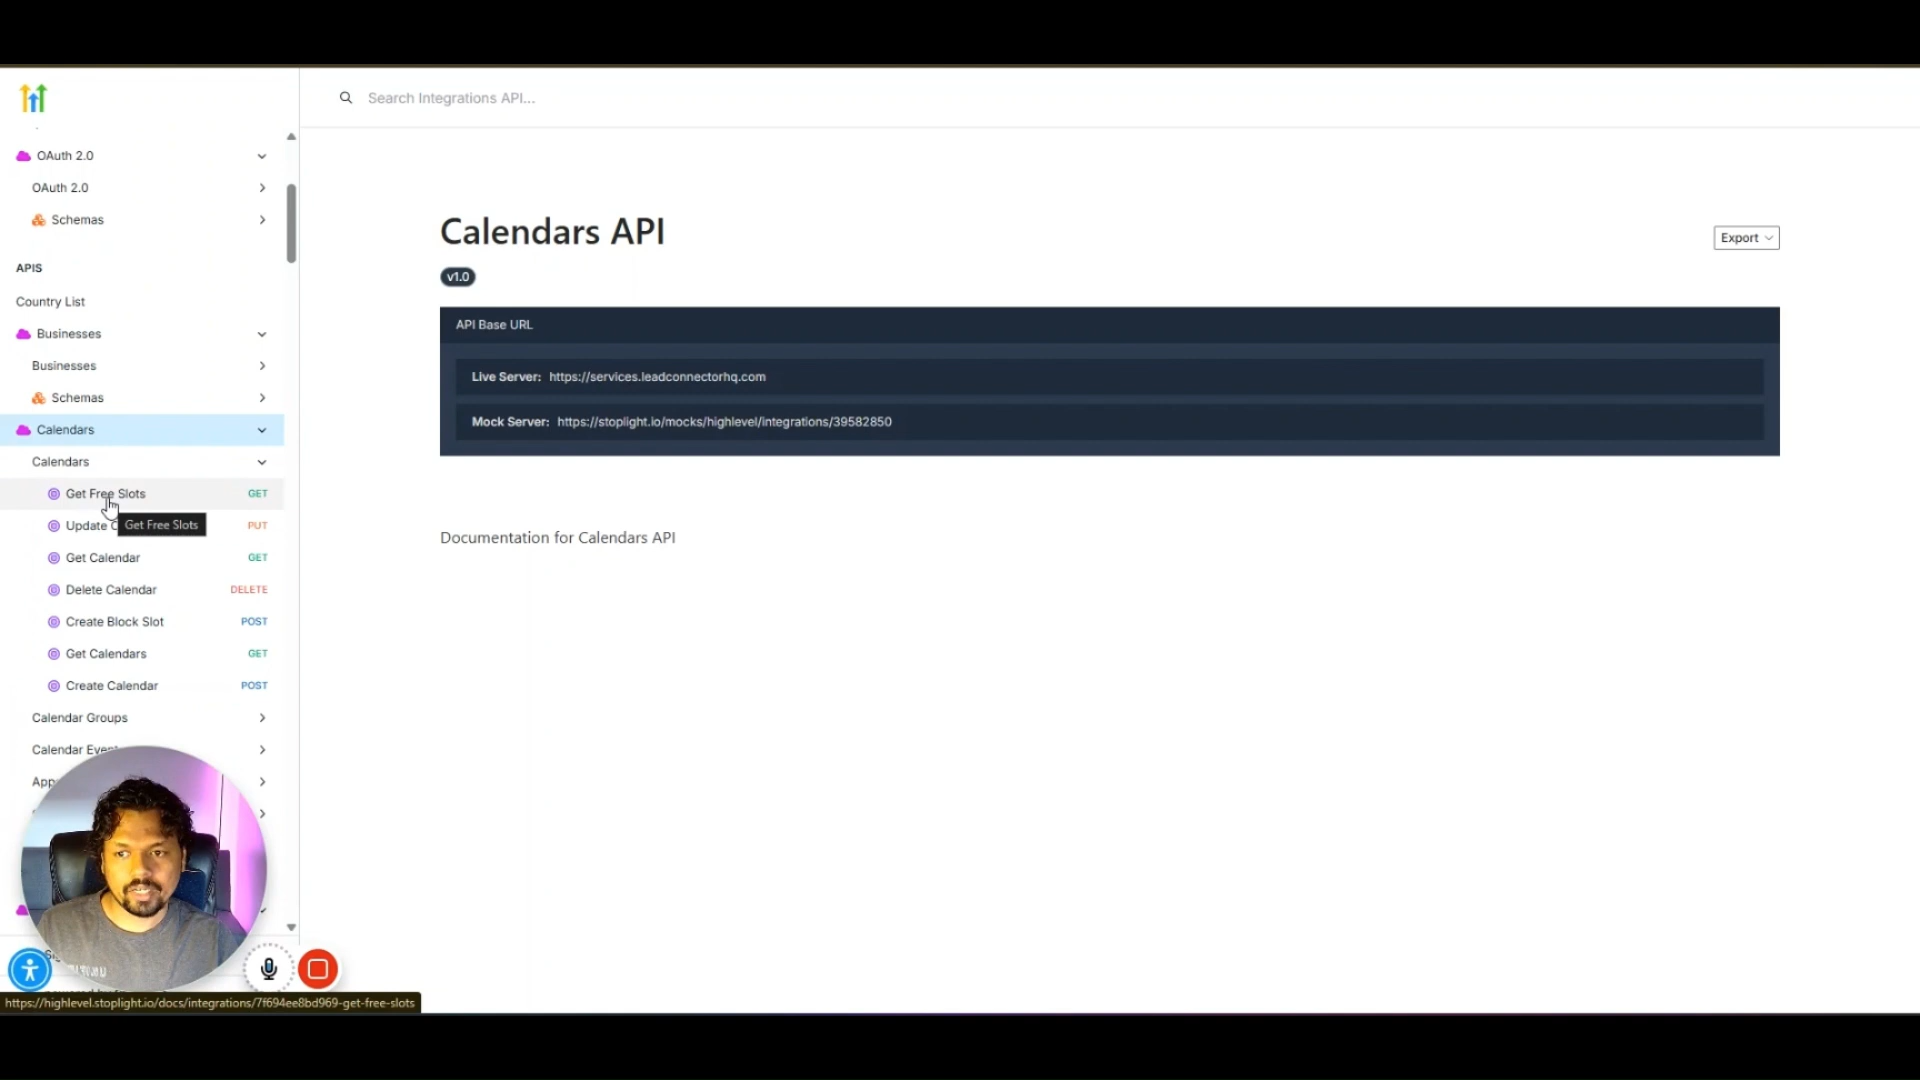 Search Integrations API...
OAuth 2.0
OAuth 2.0
Schemas
APIS
Country List
Businesses
Businesses
Schemas
Calendars
Calendars
Get Free Slots GET
Update PUT
Get Free Slots
Get Calendar GET
Delete Calendar DELETE
Create Block Slot POST
Get Calendars GET
Create Calendar POST
Calendar Groups
Calendar
https://highlevel.stoplight.io/docs/integrations/7f694ee8bd969-get-free-slots
Calendars API
Export
v1.0
API Base URL
Live Server: https://services.leadconnectorhq.com
Mock Server: https://stoplight.io/mocks/highlevel/integrations/39582850
Documentation for Calendars API